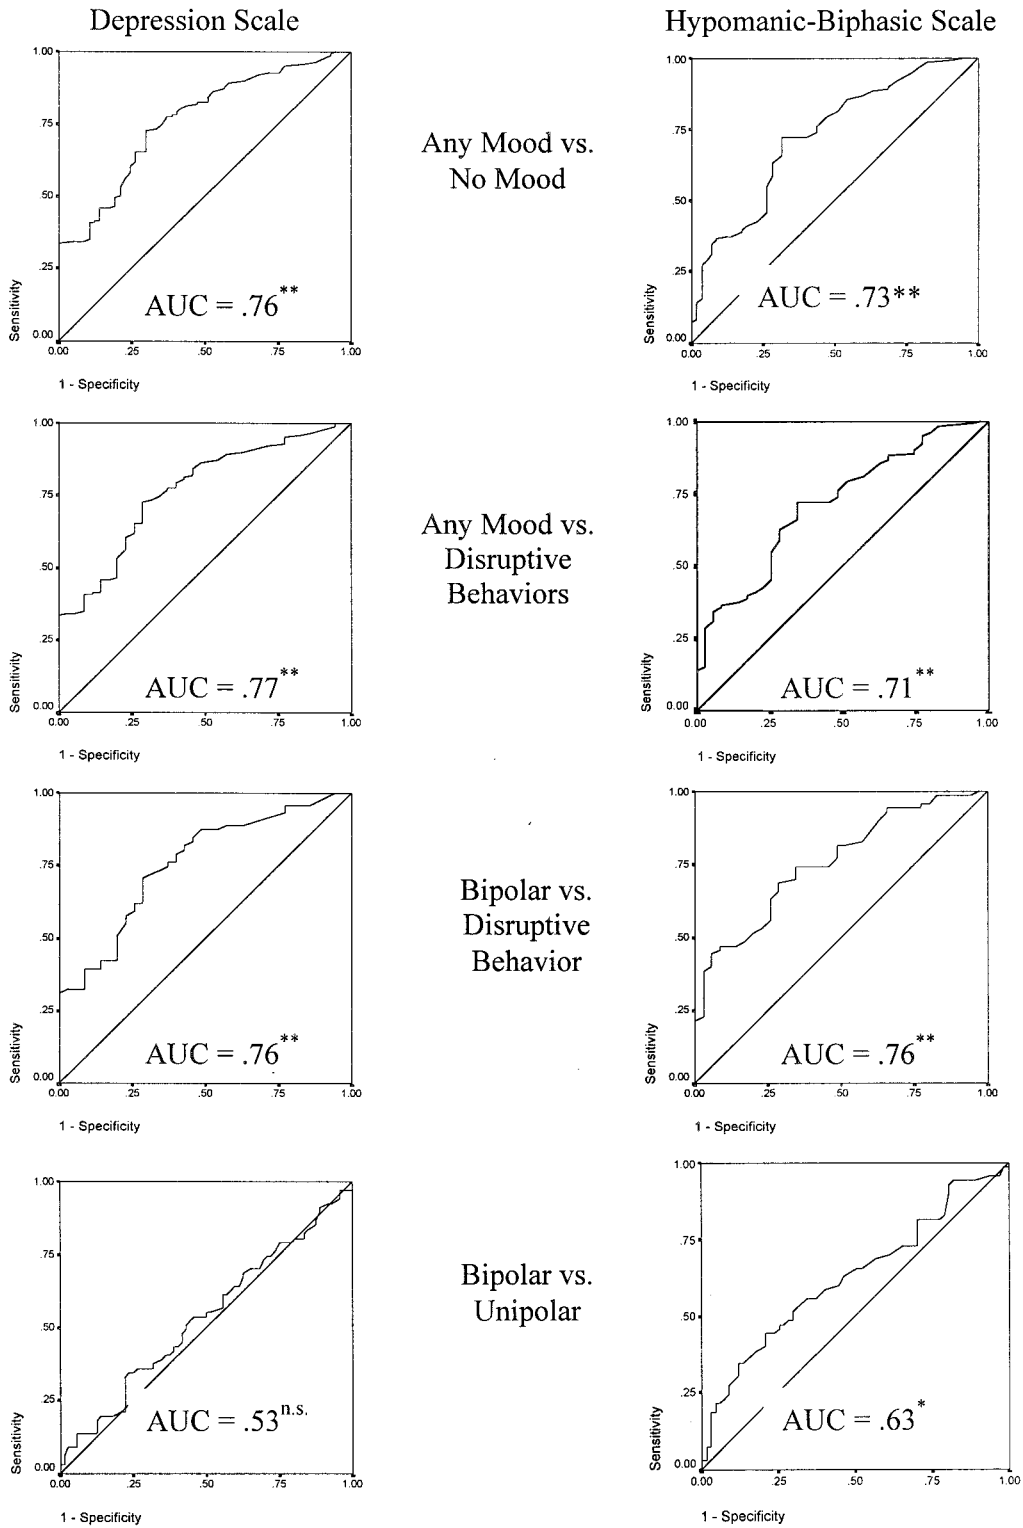 Depression Scale
Hypomanic-Biphasic Scale
1.00
.75
.50
.25
0.00
Sensitivity
0.00 .25 .50 .75 1.00
1 - Specificity
AUC = .76**
Any Mood vs.
No Mood
1.00
.75
.50
.25
0.00
Sensitivity
0.00 .25 .50 .75 1.00
1 - Specificity
AUC = .73**
1.00
.75
.50
.25
0.00
Sensitivity
0.00 .25 .50 .75 1.00
1 - Specificity
AUC = .77**
Any Mood vs.
Disruptive
Behaviors
1.00
.75
.50
.25
0.00
Sensitivity
0.00 .25 .50 .75 1.00
1 - Specificity
AUC = .71**
1.00
.75
.50
.25
0.00
Sensitivity
0.00 .25 .50 .75 1.00
1 - Specificity
AUC = .76**
Bipolar vs.
Disruptive
Behavior
1.00
.75
.50
.25
0.00
Sensitivity
0.00 .25 .50 .75 1.00
1 - Specificity
AUC = .76**
1.00
.75
.50
.25
0.00
Sensitivity
0.00 .25 .50 .75 1.00
1 - Specificity
AUC = .53n.s.
Bipolar vs.
Unipolar
1.00
.75
.50
.25
0.00
Sensitivity
0.00 .25 .50 .75 1.00
1 - Specificity
AUC = .63*